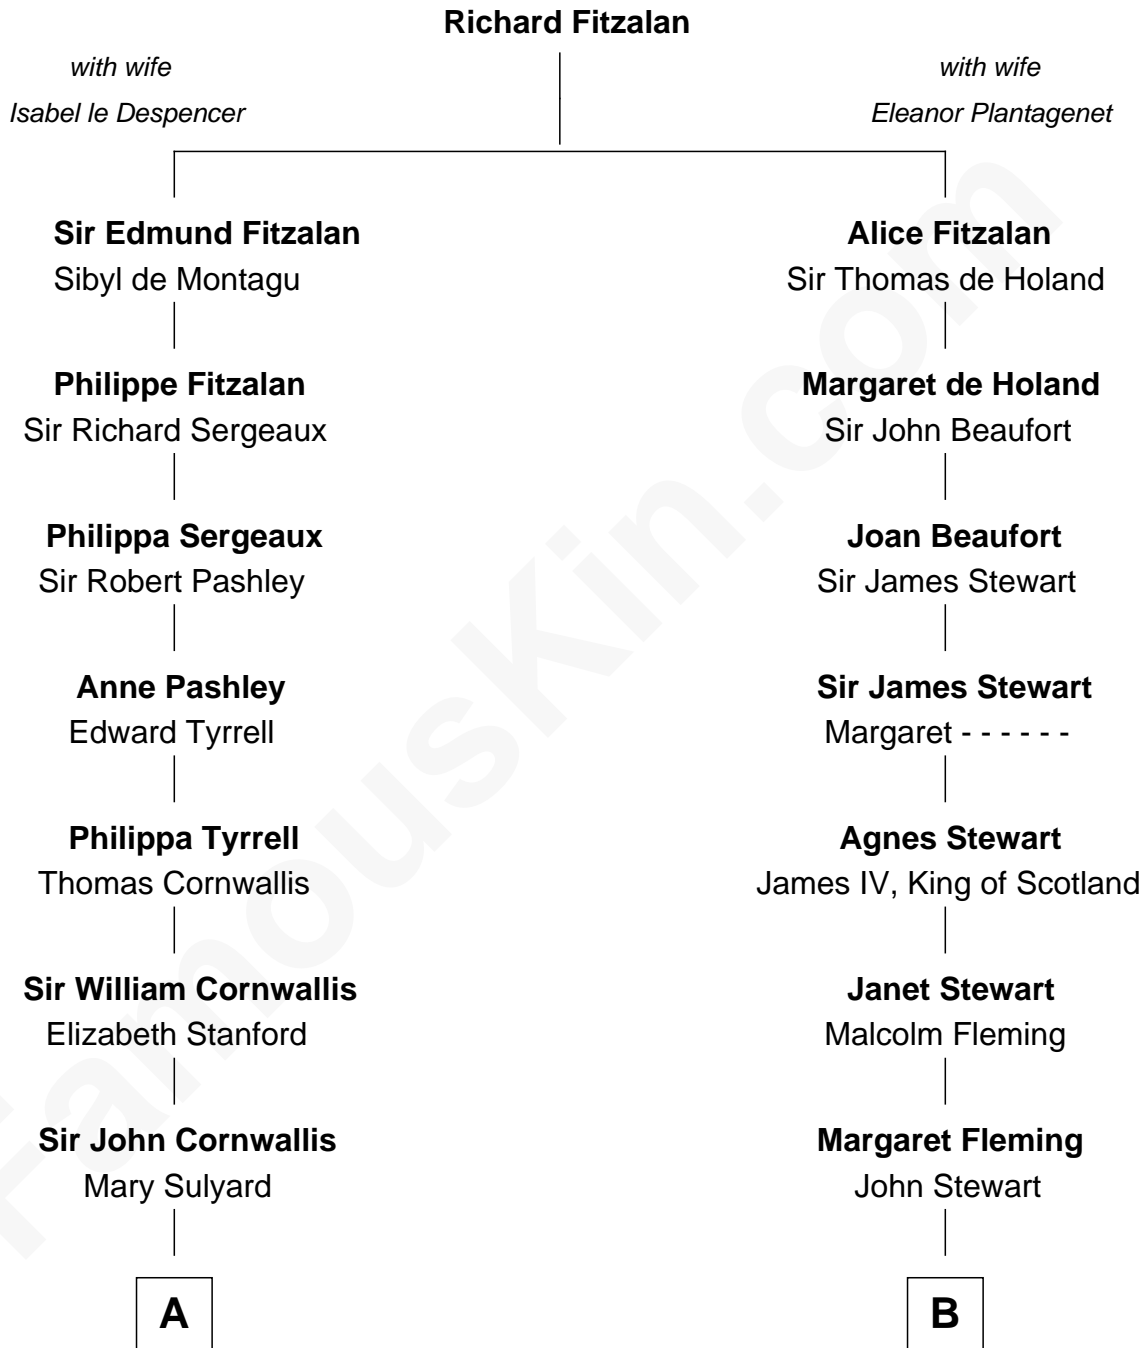 Richard Fitzalan
with wife
Isabel le Despencer
with wife
Eleanor Plantagenet
Sir Edmund Fitzalan
Sibyl de Montagu
Alice Fitzalan
Sir Thomas de Holand
Philippe Fitzalan
Sir Richard Sergeaux
Margaret de Holand
Sir John Beaufort
Philippa Sergeaux
Sir Robert Pashley
Joan Beaufort
Sir James Stewart
Anne Pashley
Edward Tyrrell
Sir James Stewart
Margaret - - - - - -
Philippa Tyrrell
Thomas Cornwallis
Agnes Stewart
James IV, King of Scotland
Sir William Cornwallis
Elizabeth Stanford
Janet Stewart
Malcolm Fleming
Sir John Cornwallis
Mary Sulyard
Margaret Fleming
John Stewart
A
B
FamousKin.com